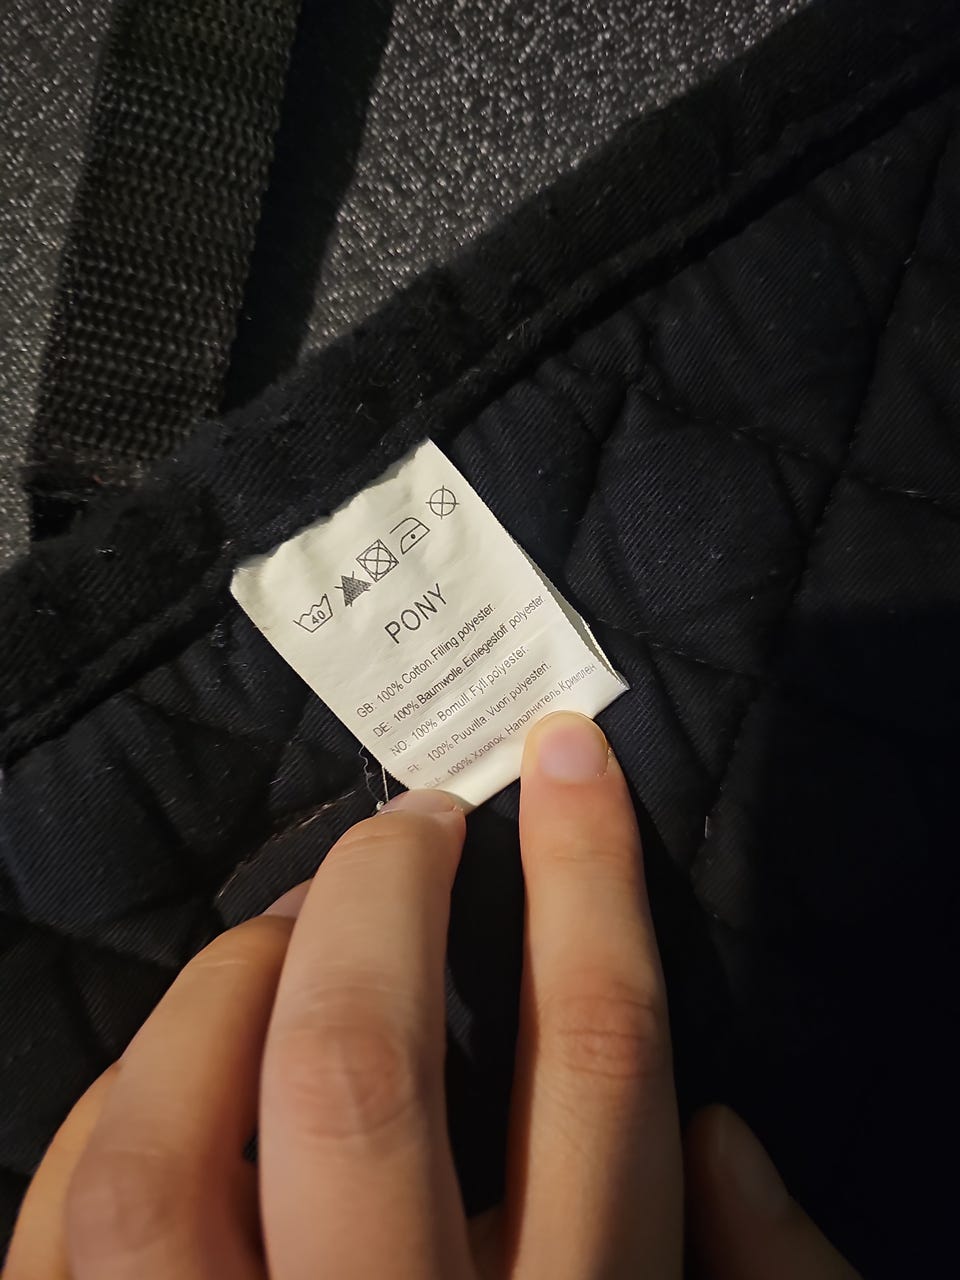 40
PONY
GB: 100% Cotton. Filling polyester.
DE: 100% Baumwolle. Einlegestoff polyester
NO: 100% Bomull. Fyll polyester.
FI: 100% Puuvilla. Vuori polyesteri.
100% Хлопок Наполнитель Кримплен